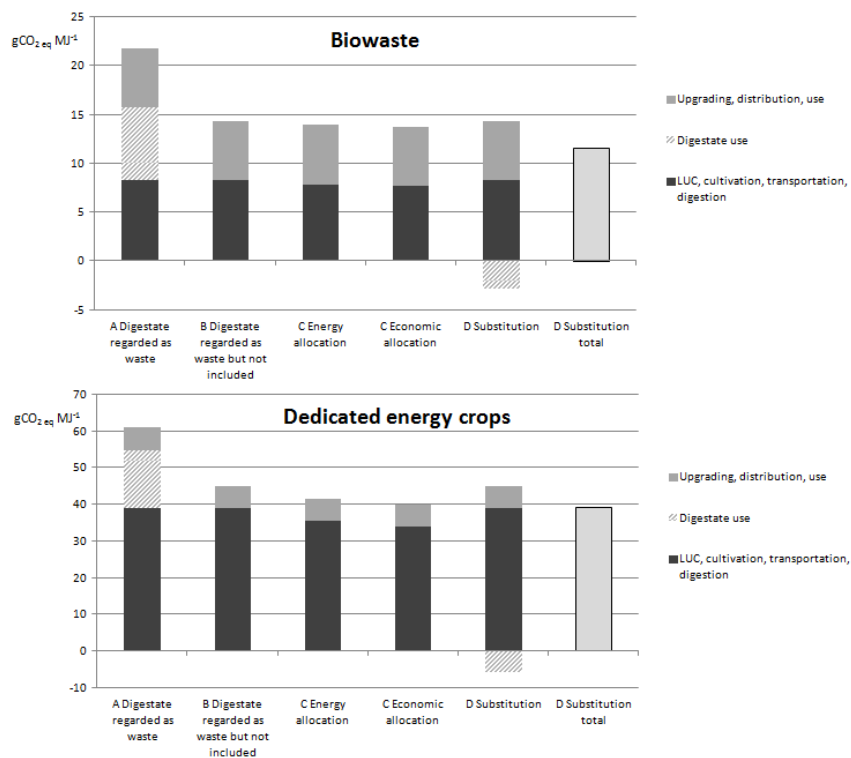 Biowaste
gCO2 eq MJ-1
25
20
15
10
5
0
-5
A Digestate
regarded as
waste
B Digestate
regarded as
waste but not
included
C Energy
allocation
C Economic
allocation
D Substitution
D Substitution
total
Upgrading, distribution, use
Digestate use
LUC, cultivation, transportation,
digestion
Dedicated energy crops
gCO2 eq MJ-1
70
60
50
40
30
20
10
0
-10
A Digestate
regarded as
waste
B Digestate
regarded as
waste but not
included
C Energy
allocation
C Economic
allocation
D Substitution
D Substitution
total
Upgrading, distribution, use
Digestate use
LUC, cultivation, transportation,
digestion